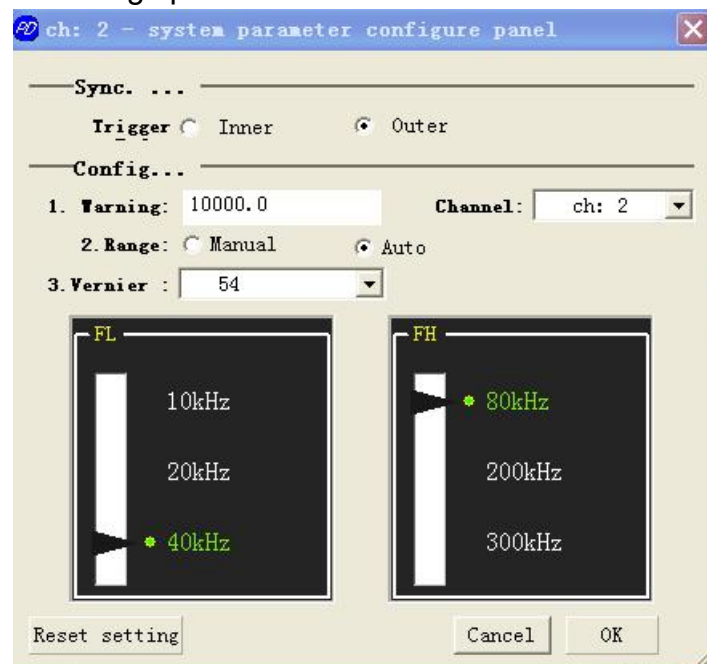 PD ch: 2 - system parameter configure panel
Sync. ...
Trigger Inner Outer
Config...
1. Warning: 10000.0 Channel: ch: 2
2.Range: Manual Auto
3.Vernier : 54
FL FH
10kHz 80kHz
20kHz 200kHz
40kHz 300kHz
Reset setting Cancel OK